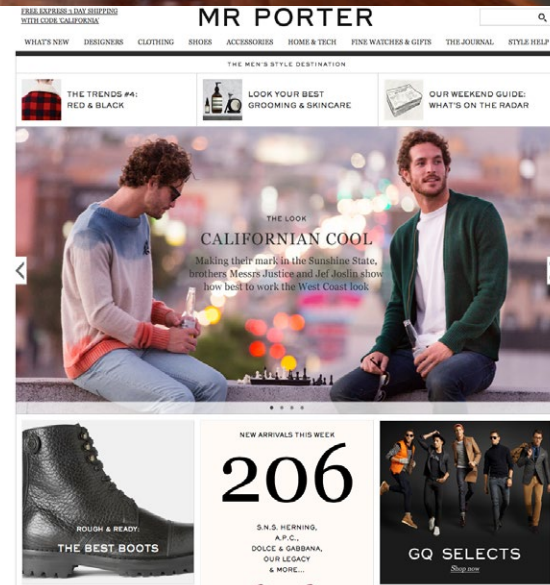 FREE EXPRESS 3 DAY SHIPPING
WITH CODE 'CALIFORNIA'
MR PORTER
WHAT'S NEW DESIGNERS CLOTHING SHOES ACCESSORIES HOME & TECH FINE WATCHES & GIFTS THE JOURNAL STYLE HELP
THE MEN'S STYLE DESTINATION
THE TRENDS #4:
RED & BLACK
LOOK YOUR BEST
GROOMING & SKINCARE
OUR WEEKEND GUIDE:
WHAT'S ON THE RADAR
THE LOOK
CALIFORNIAN COOL
Making their mark in the Sunshine State,
brothers Messrs Justice and Jef Joslin show
how best to work the West Coast look
ROUGH & READY:
THE BEST BOOTS
NEW ARRIVALS THIS WEEK
206
S.N.S. HERNING,
A.P.C.,
DOLCE & GABBANA,
OUR LEGACY
& MORE...
GQ SELECTS
Shop now